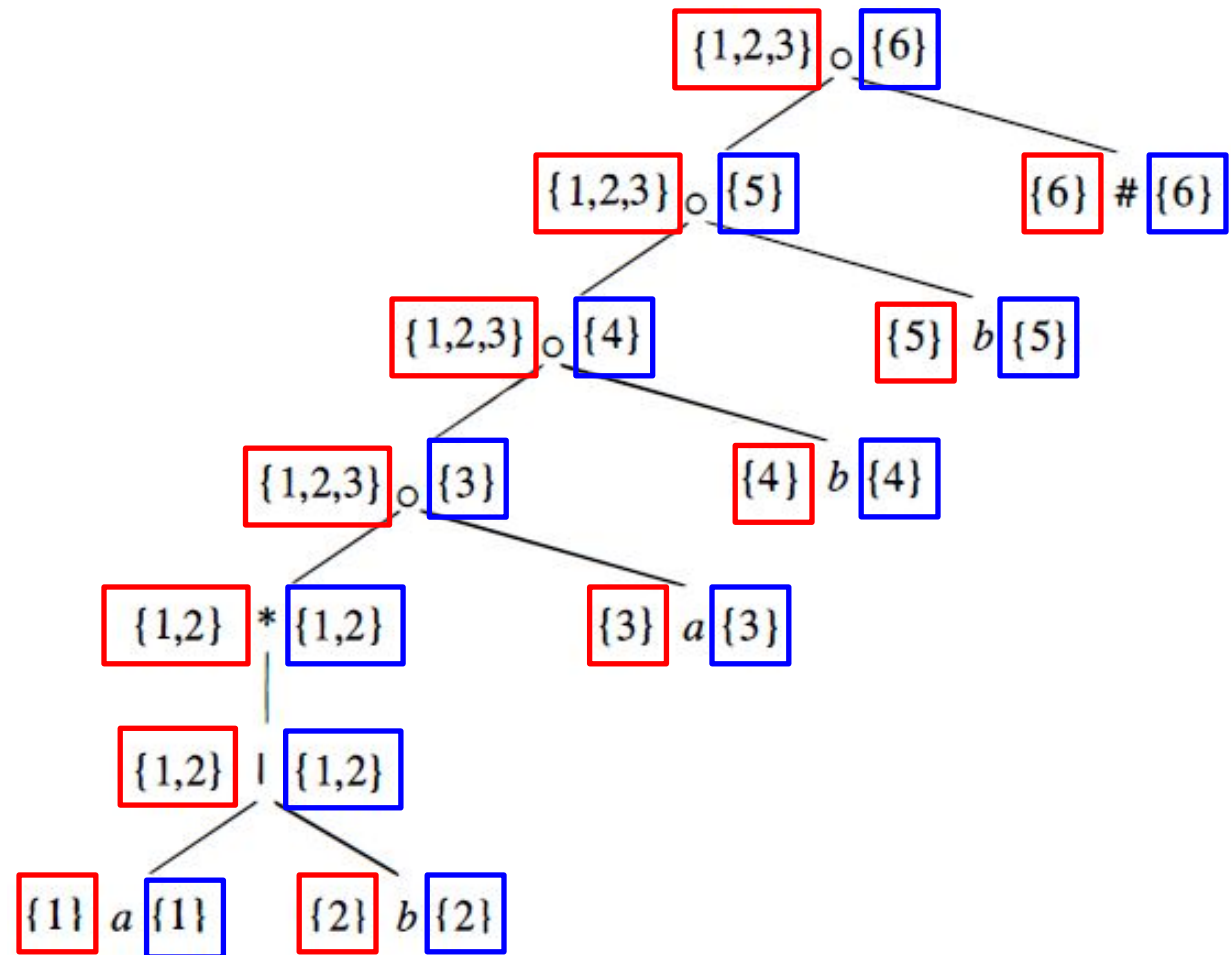 {1,2,3} ○ {6}
{1,2,3} ○ {5} {6} # {6}
{1,2,3} ○ {4} {5} b {5}
{1,2,3} ○ {3} {4} b {4}
{1,2} * {1,2} {3} a {3}
{1,2} | {1,2}
{1} a {1} {2} b {2}